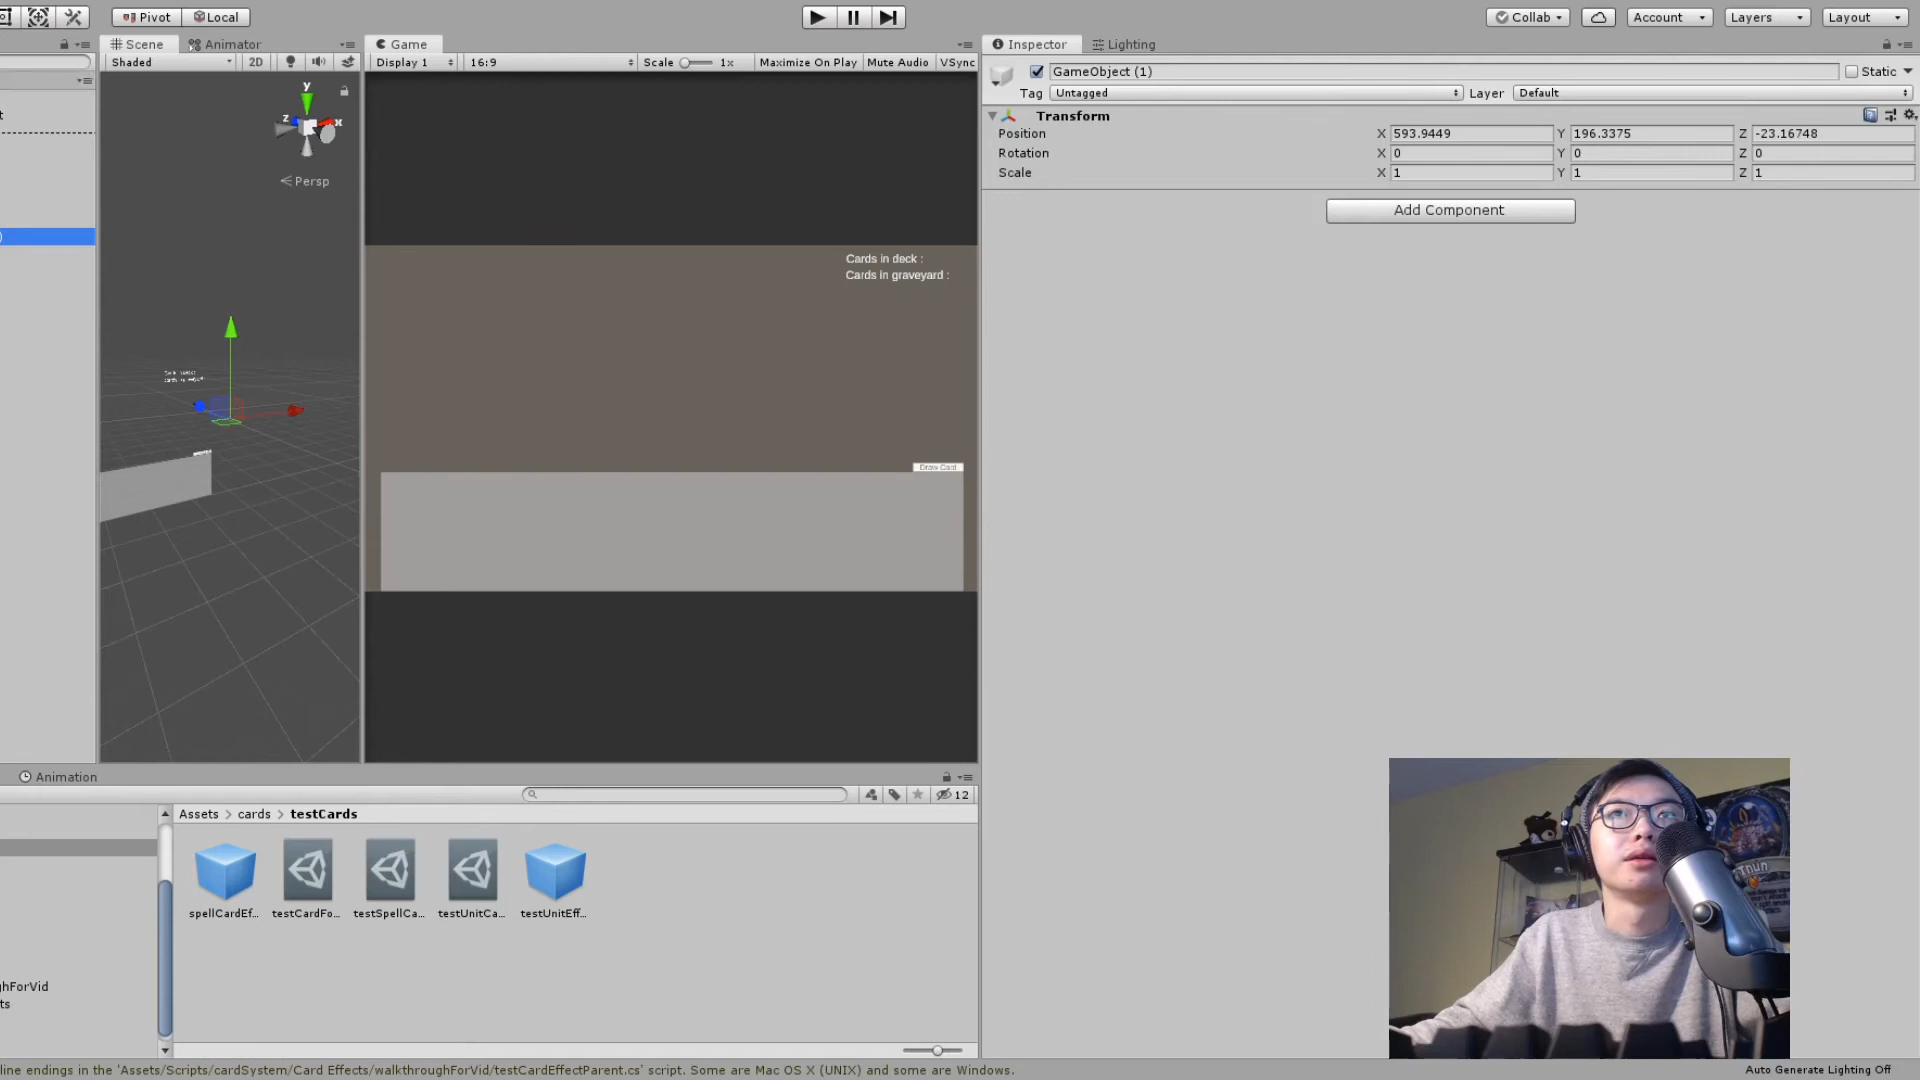 Pivot Local Collab Account Layers Layout
Scene Animator Game Inspector Lighting
Shaded 2D Display 1 16:9 Scale 1x Maximize On Play Mute Audio VSync
GameObject (1) Static
Tag Untagged Layer Default
y
z x
Persp
Transform
Position X 593.9449 Y 196.3375 Z -23.16748
Rotation X 0 Y 0 Z 0
Scale X 1 Y 1 Z 1
Add Component
Cards in deck :
Cards in graveyard :
Draw Card
Animation
12
Assets > cards > testCards
spellCardEf... testCardFo... testSpellCa... testUnitCa... testUnitEff...
ghForVid
ts
line endings in the 'Assets/Scripts/cardSystem/Card Effects/walkthroughForVid/testCardEffectParent.cs' script. Some are Mac OS X (UNIX) and some are Windows.
Auto Generate Lighting Off